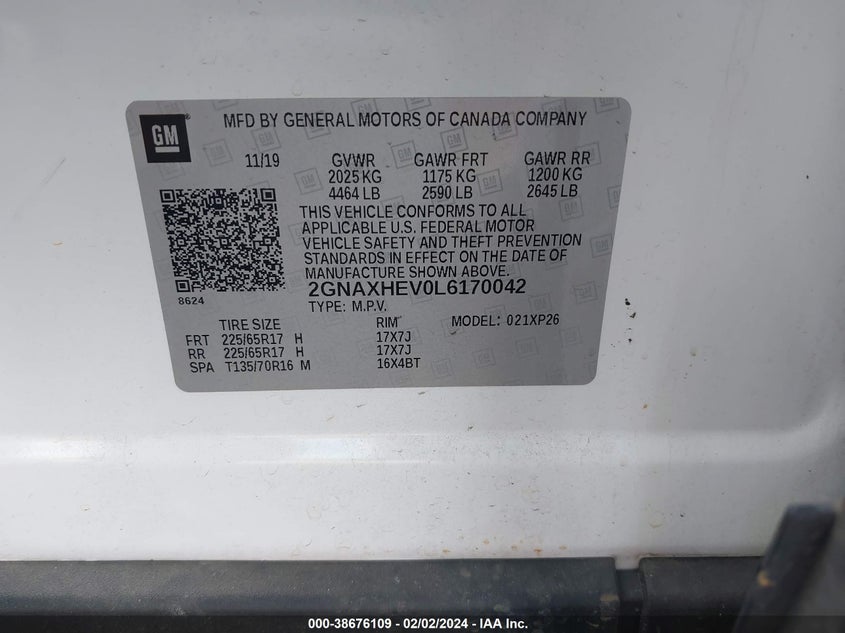 GM
MFD BY GENERAL MOTORS OF CANADA COMPANY
11/19 GVWR GAWR FRT GAWR RR
2025 KG 1175 KG 1200 KG
4464 LB 2590 LB 2645 LB
THIS VEHICLE CONFORMS TO ALL
APPLICABLE U.S. FEDERAL MOTOR
VEHICLE SAFETY AND THEFT PREVENTION
STANDARDS IN EFFECT ON THE DATE OF
MANUFACTURE SHOWN ABOVE.
8624
2GNAXHEV0L6170042
TYPE: M.P.V.
TIRE SIZE RIM MODEL: 021XP26
FRT 225/65R17 H 17X7J
RR 225/65R17 H 17X7J
SPA T135/70R16 M 16X4BT
000-38676109 - 02/02/2024 - IAA Inc.